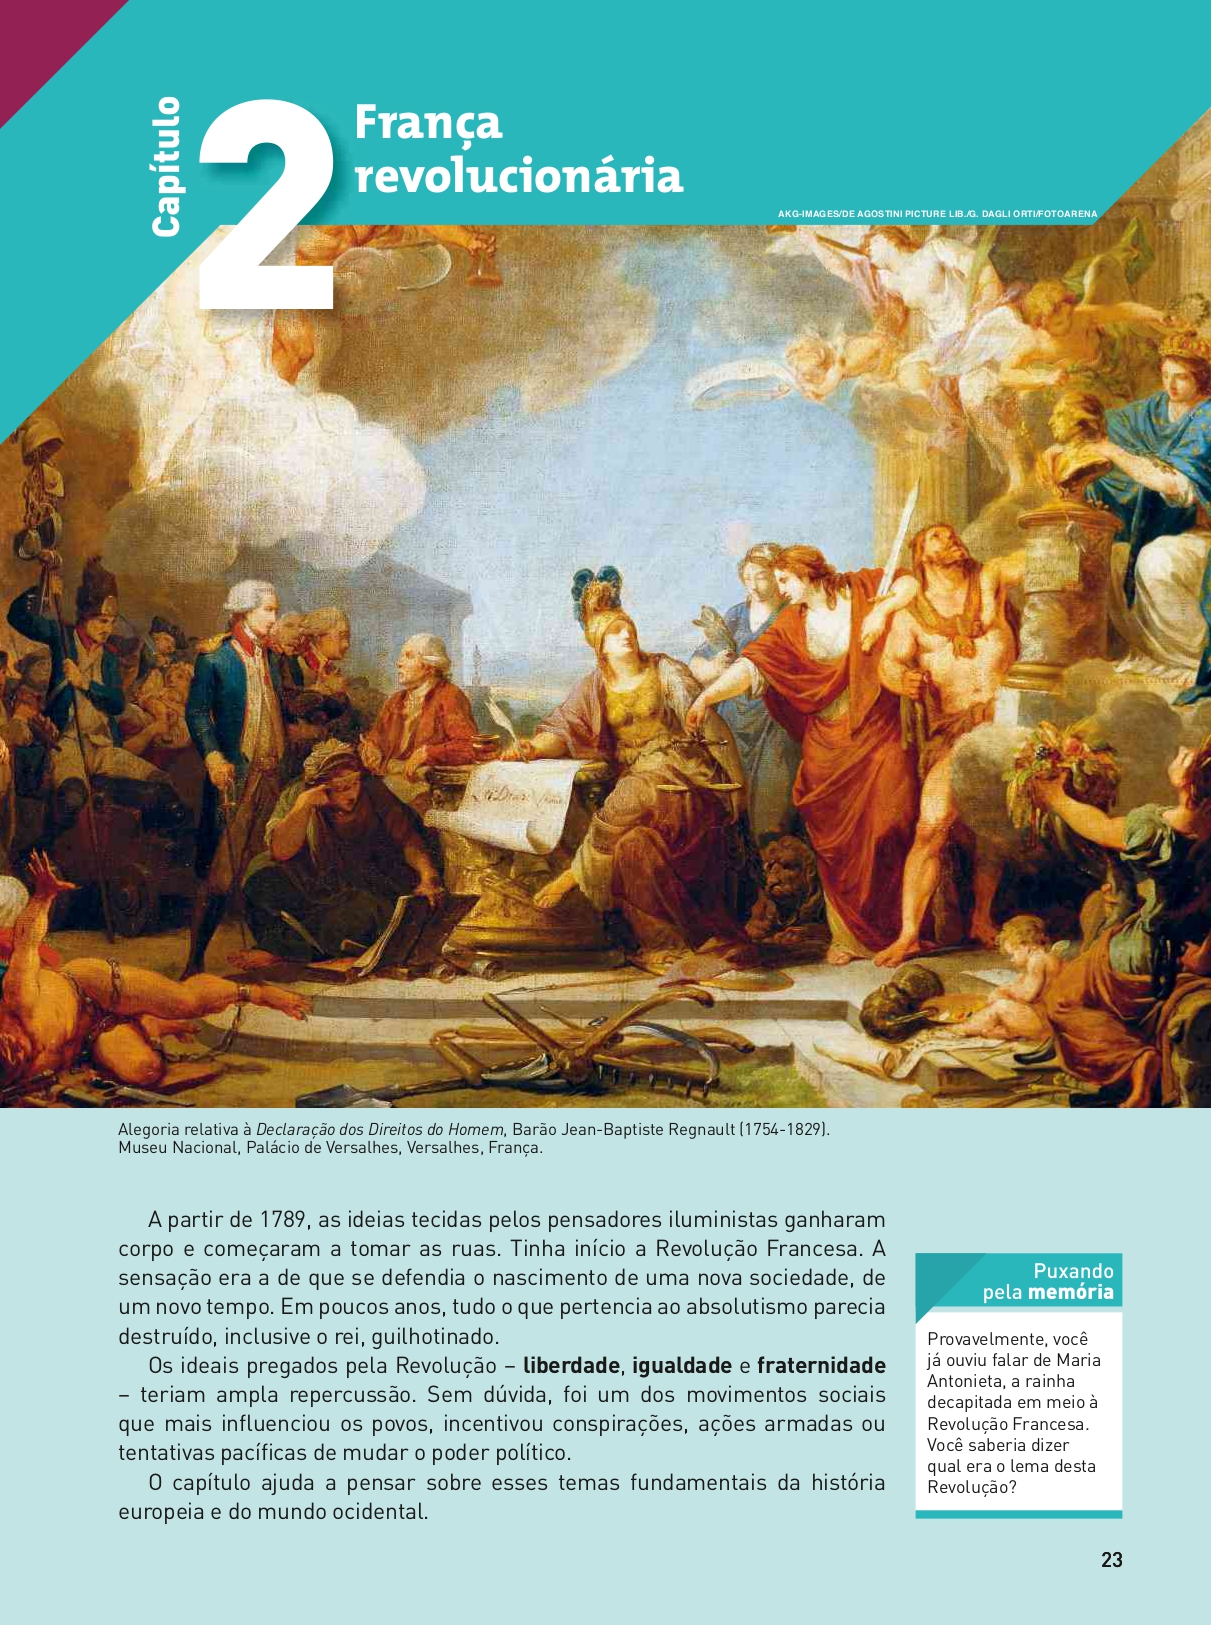 Capítulo
2
França
revolucionária
AKG-IMAGES/DE AGOSTINI PICTURE LIB./G. DAGLI ORTI/FOTOARENA
Alegoria relativa à Declaração dos Direitos do Homem, Barão Jean-Baptiste Regnault (1754-1829).
Museu Nacional, Palácio de Versalhes, Versalhes, França.
A partir de 1789, as ideias tecidas pelos pensadores iluministas ganharam
corpo e começaram a tomar as ruas. Tinha início a Revolução Francesa. A
sensação era a de que se defendia o nascimento de uma nova sociedade, de
um novo tempo. Em poucos anos, tudo o que pertencia ao absolutismo parecia
destruído, inclusive o rei, guilhotinado.
Os ideais pregados pela Revolução – liberdade, igualdade e fraternidade
– teriam ampla repercussão. Sem dúvida, foi um dos movimentos sociais
que mais influenciou os povos, incentivou conspirações, ações armadas ou
tentativas pacíficas de mudar o poder político.
O capítulo ajuda a pensar sobre esses temas fundamentais da história
europeia e do mundo ocidental.
Puxando
pela memória
Provavelmente, você
já ouviu falar de Maria
Antonieta, a rainha
decapitada em meio à
Revolução Francesa.
Você saberia dizer
qual era o lema desta
Revolução?
23